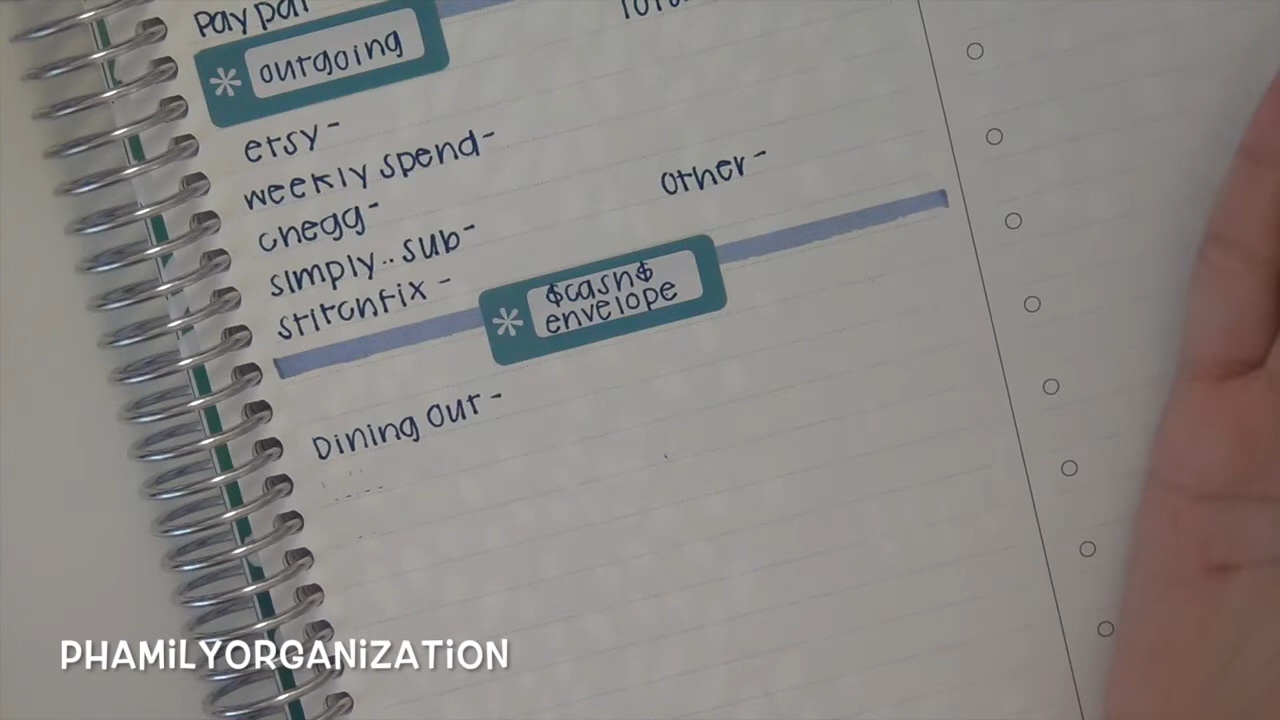 paypal
* outgoing
etsy-
weekly spend-
chegg-
simply.. sub-
stitchfix -
other -
* $cash$
envelope
Dining out -
PHAMiLYORGANiZATiON